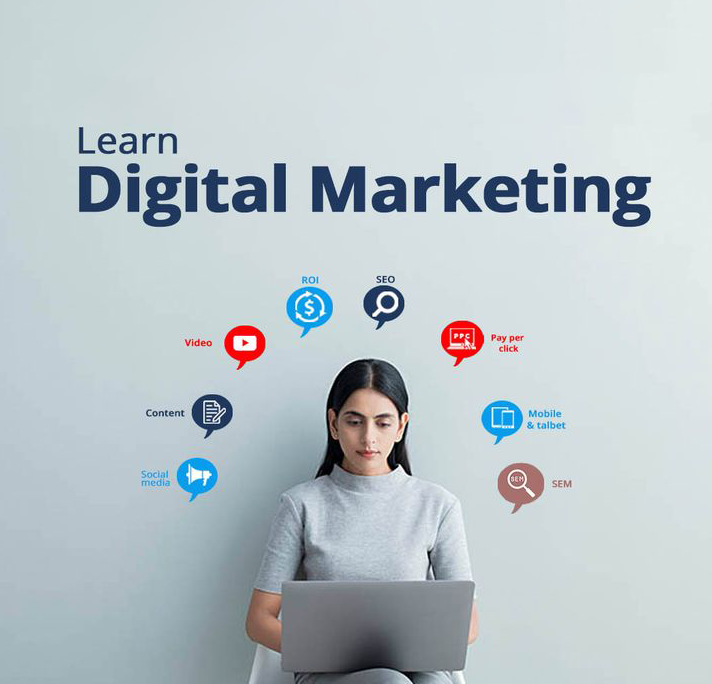 Learn
Digital Marketing
ROI
SEO
Video
PPC
Pay per
click
Content
Mobile
& talbet
Social
media
SEM
SEM